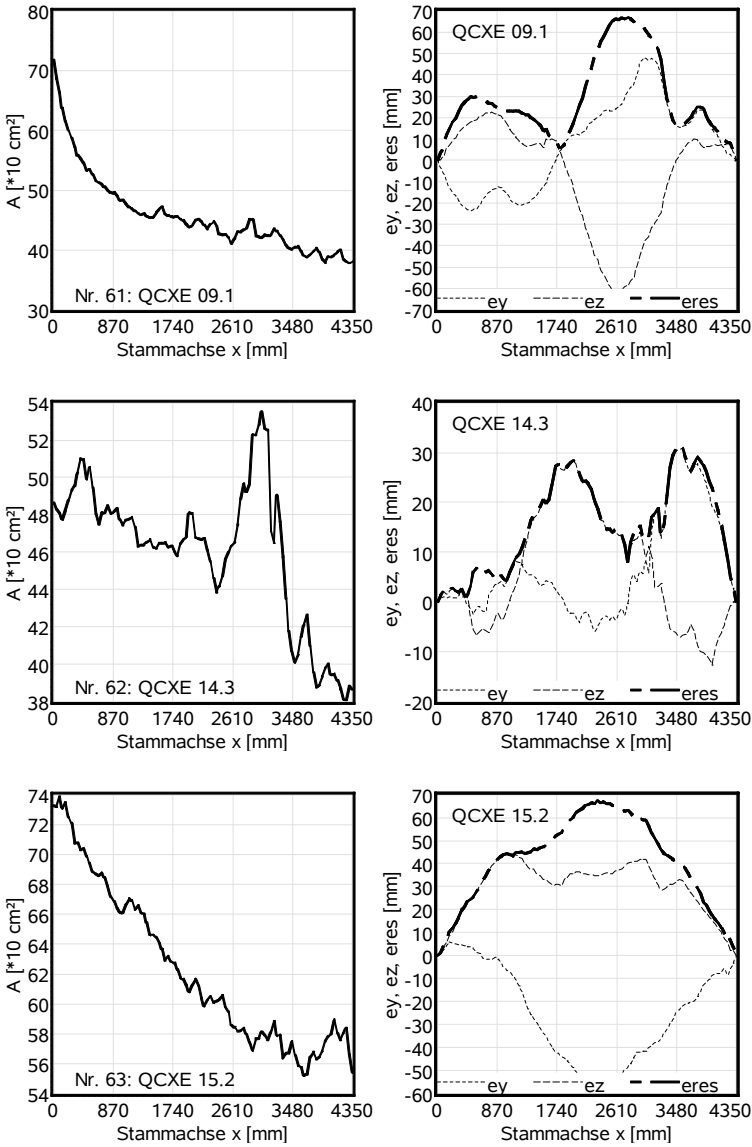 80
70
60
50
40
30
A [*10 cm²]
Nr. 61: QCXE 09.1
0 870 1740 2610 3480 4350
Stammachse x [mm]
70
60
50
40
30
20
10
0
-10
-20
-30
-40
-50
-60
-70
ey, ez, eres [mm]
QCXE 09.1
ey ez eres
0 870 1740 2610 3480 4350
Stammachse x [mm]
54
52
50
48
46
44
42
40
38
A [*10 cm²]
Nr. 62: QCXE 14.3
0 870 1740 2610 3480 4350
Stammachse x [mm]
40
30
20
10
0
-10
-20
ey, ez, eres [mm]
QCXE 14.3
ey ez eres
0 870 1740 2610 3480 4350
Stammachse x [mm]
74
72
70
68
66
64
62
60
58
56
54
A [*10 cm²]
Nr. 63: QCXE 15.2
0 870 1740 2610 3480 4350
Stammachse x [mm]
70
60
50
40
30
20
10
0
-10
-20
-30
-40
-50
-60
ey, ez, eres [mm]
QCXE 15.2
ey ez eres
0 870 1740 2610 3480 4350
Stammachse x [mm]